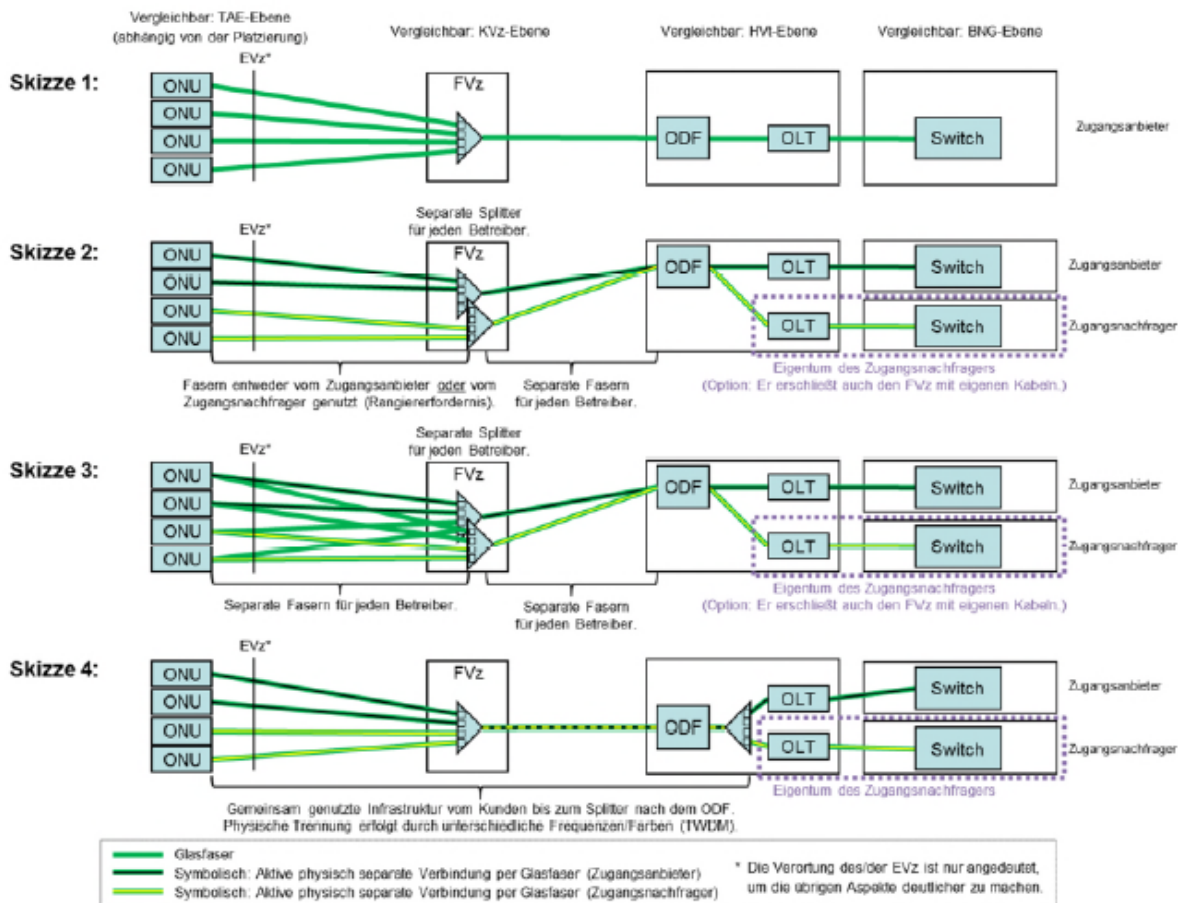 Vergleichbar: TAE-Ebene
(abhängig von der Platzierung)
Vergleichbar: KVz-Ebene
Vergleichbar: HVt-Ebene
Vergleichbar: BNG-Ebene
Skizze 1:
EVz*
FVz
ONU
ONU
ONU
ONU
ODF
OLT
Switch
Zugangsanbieter
Separate Splitter
für jeden Betreiber.
Skizze 2:
EVz*
FVz
ONU
ONU
ONU
ONU
ODF
OLT
Switch
Zugangsanbieter
OLT
Switch
Zugangsnachfrager
Fasern entweder vom Zugangsanbieter oder vom
Zugangsnachfrager genutzt (Rangiererfordernis).
Separate Fasern
für jeden Betreiber.
Eigentum des Zugangsnachfragers
(Option: Er erschließt auch den FVz mit eigenen Kabeln.)
Separate Splitter
für jeden Betreiber.
Skizze 3:
EVz*
FVz
ONU
ONU
ONU
ONU
ODF
OLT
Switch
Zugangsanbieter
OLT
Switch
Zugangsnachfrager
Separate Fasern für jeden Betreiber.
Separate Fasern
für jeden Betreiber.
Eigentum des Zugangsnachfragers
(Option: Er erschließt auch den FVz mit eigenen Kabeln.)
Skizze 4:
EVz*
FVz
ONU
ONU
ONU
ONU
ODF
OLT
Switch
Zugangsanbieter
OLT
Switch
Zugangsnachfrager
Eigentum des Zugangsnachfragers
Gemeinsam genutzte Infrastruktur vom Kunden bis zum Splitter nach dem ODF.
Physische Trennung erfolgt durch unterschiedliche Frequenzen/Farben (TWDM).
Glasfaser
Symbolisch: Aktive physisch separate Verbindung per Glasfaser (Zugangsanbieter)
Symbolisch: Aktive physisch separate Verbindung per Glasfaser (Zugangsnachfrager)
* Die Verortung des/der EVz ist nur angedeutet,
um die übrigen Aspekte deutlicher zu machen.